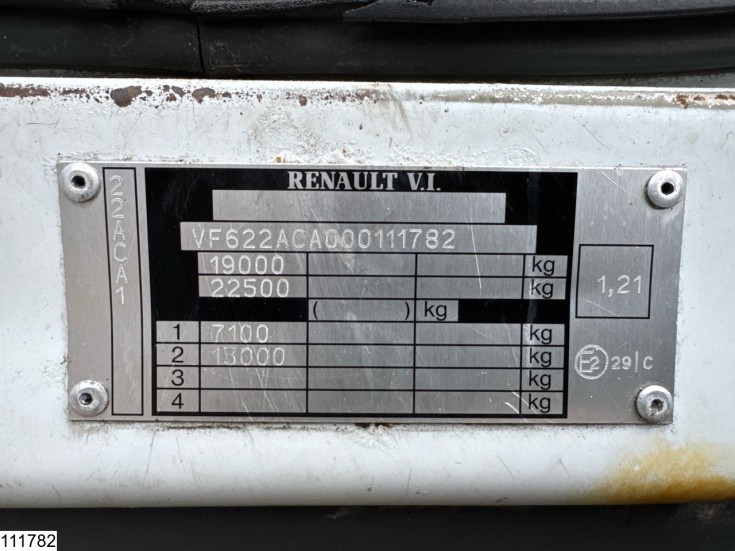 RENAULT V.I.
22ACA1
VF622ACA000111782
19000 kg
22500 kg
( ) kg
1 7100 kg
2 13000 kg
3 kg
4 kg
1,21
E2 29|C
111782